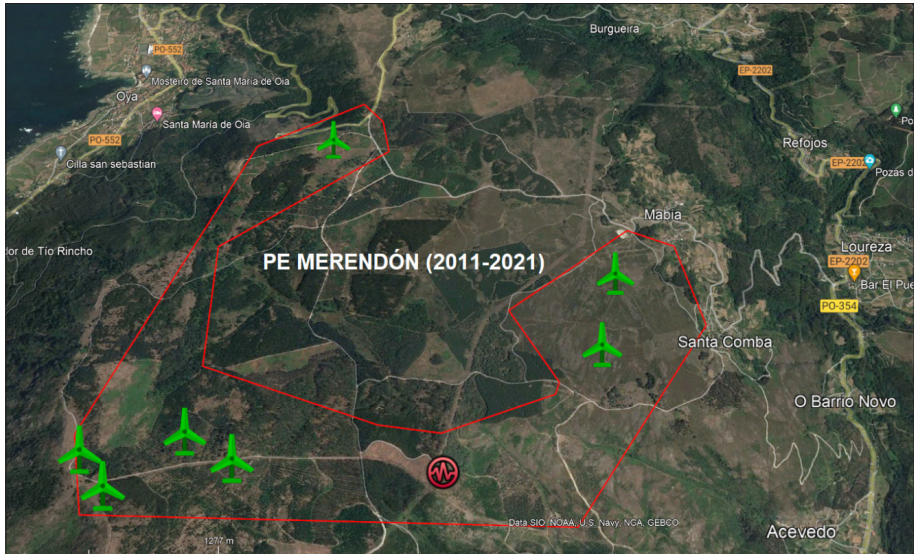 Burgueira
PO-552
EP-2202
Mosteiro de Santa María de Oia
Oya
Santa María de Oia
PO-552
Refojos
Cilla san sebastian
EP-2202
Pozas d
Mabia
dor de Tío Rincho
Loureza
PE MERENDÓN (2011-2021)
EP-2202
Bar El Pue
PO-354
Santa Comba
O Barrio Novo
Data SIO, NOAA, U.S. Navy, NGA, GEBCO
Acevedo
1277 m